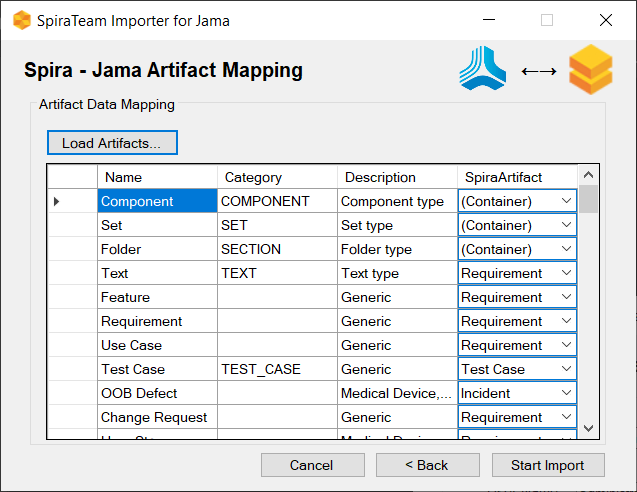 SpiraTeam Importer for Jama
Spira - Jama Artifact Mapping
Artifact Data Mapping
Load Artifacts...
Name Category Description SpiraArtifact
Component COMPONENT Component type (Container)
Set SET Set type (Container)
Folder SECTION Folder type (Container)
Text TEXT Text type Requirement
Feature Generic Requirement
Requirement Generic Requirement
Use Case Generic Requirement
Test Case TEST_CASE Generic Test Case
OOB Defect Medical Device,... Incident
Change Request Generic Requirement
Cancel < Back Start Import